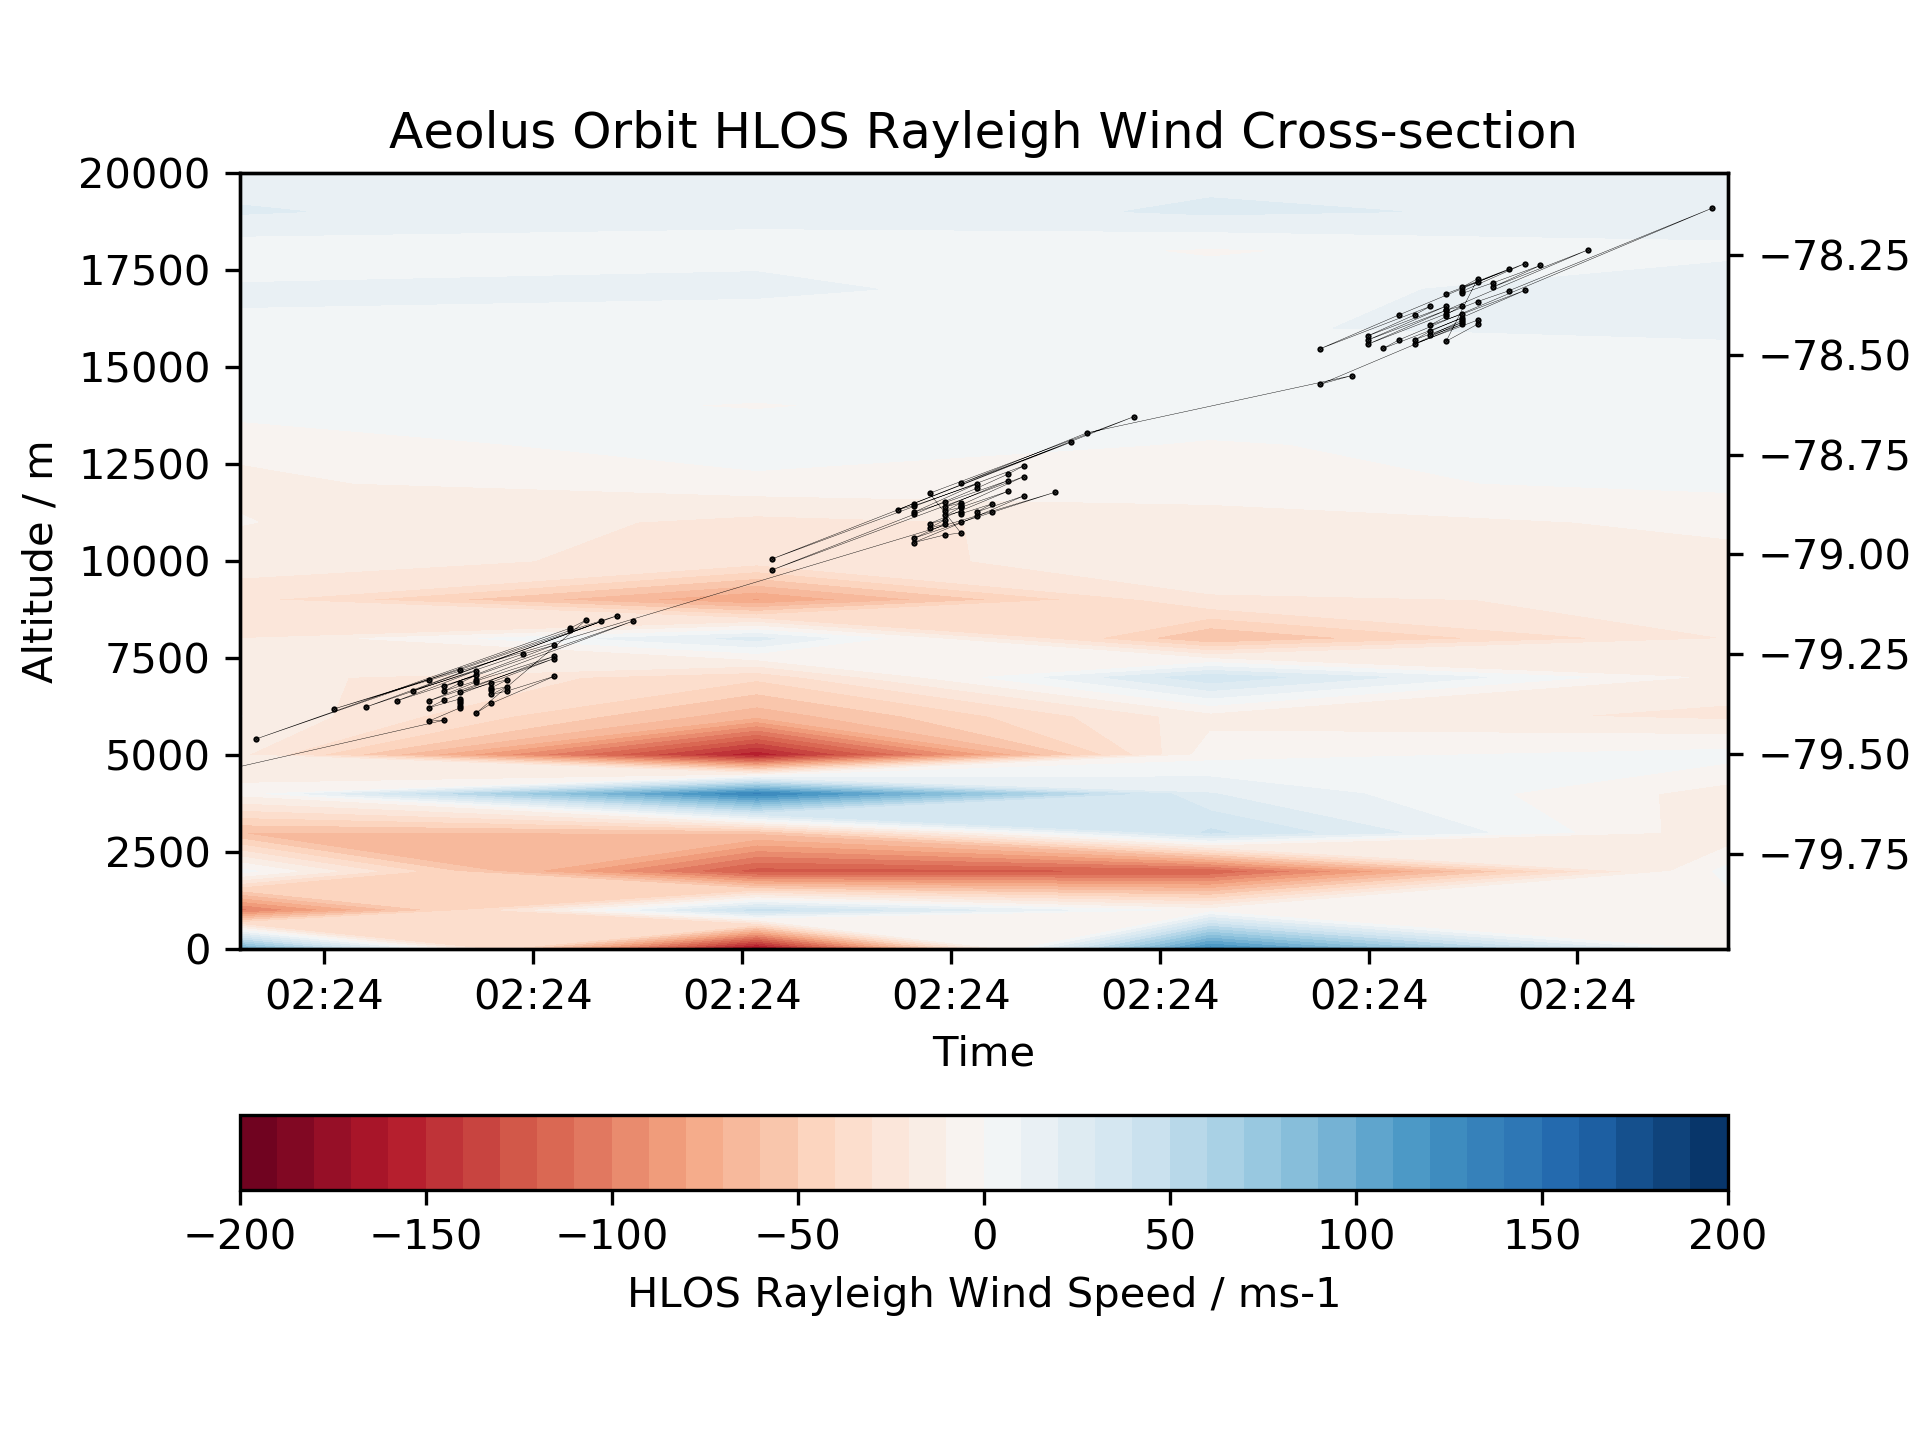 Aeolus Orbit HLOS Rayleigh Wind Cross-section
20000
17500
15000
12500
10000
7500
5000
2500
0
Altitude / m
−78.25
−78.50
−78.75
−79.00
−79.25
−79.50
−79.75
02:24 02:24 02:24 02:24 02:24 02:24 02:24
Time
−200 −150 −100 −50 0 50 100 150 200
HLOS Rayleigh Wind Speed / ms-1